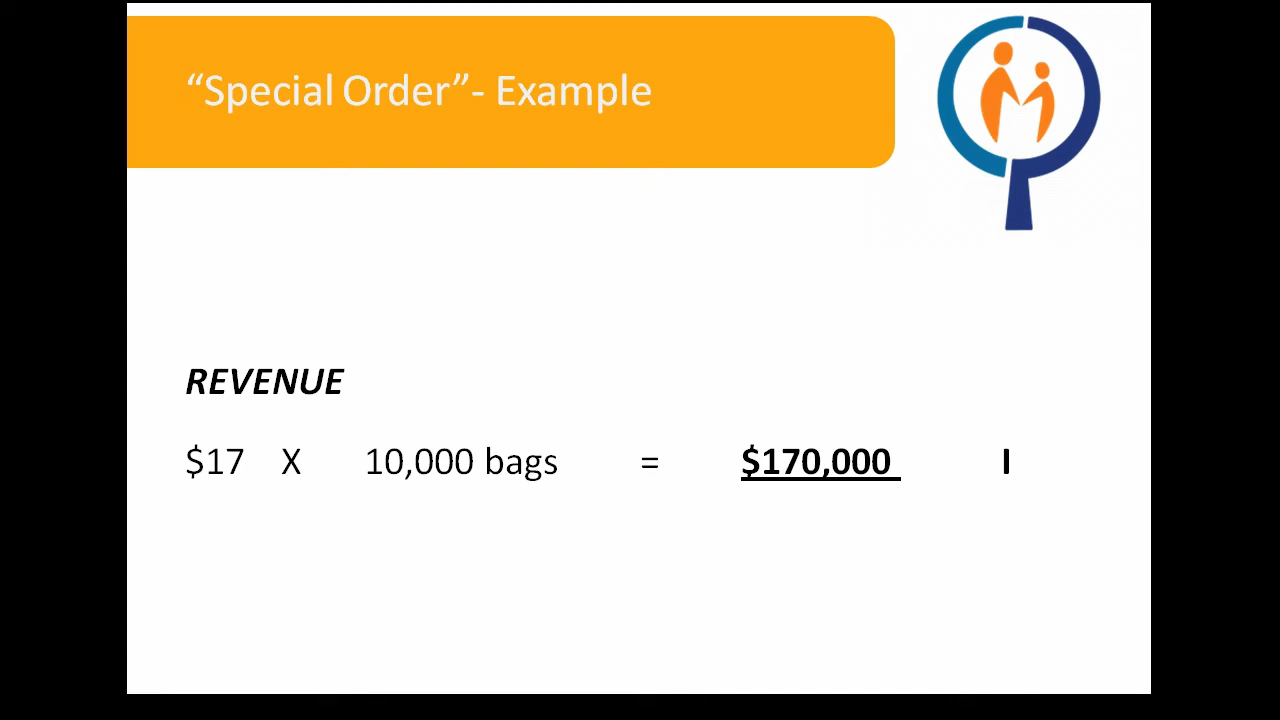 “Special Order”- Example
REVENUE
$17 X 10,000 bags = $170,000 I